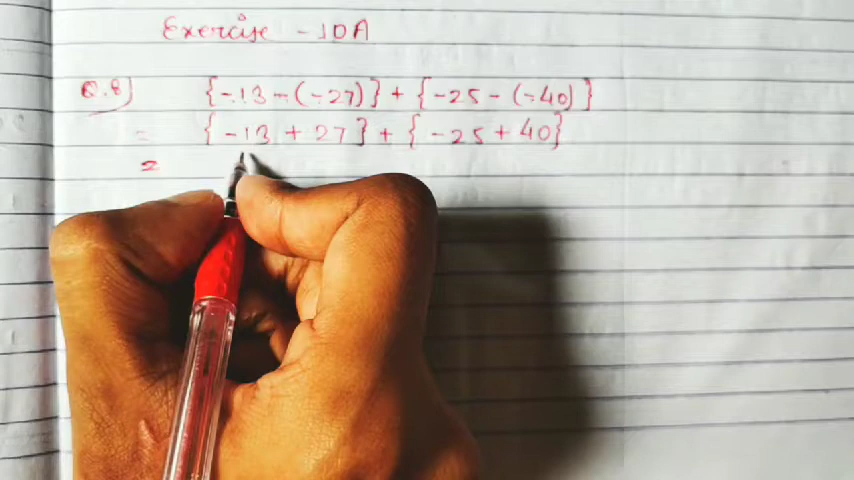 Exercise - 10A
Q.8) {-13-(-27)} + {-25-(-40)}
= {-13+27} + {-25+40}
=